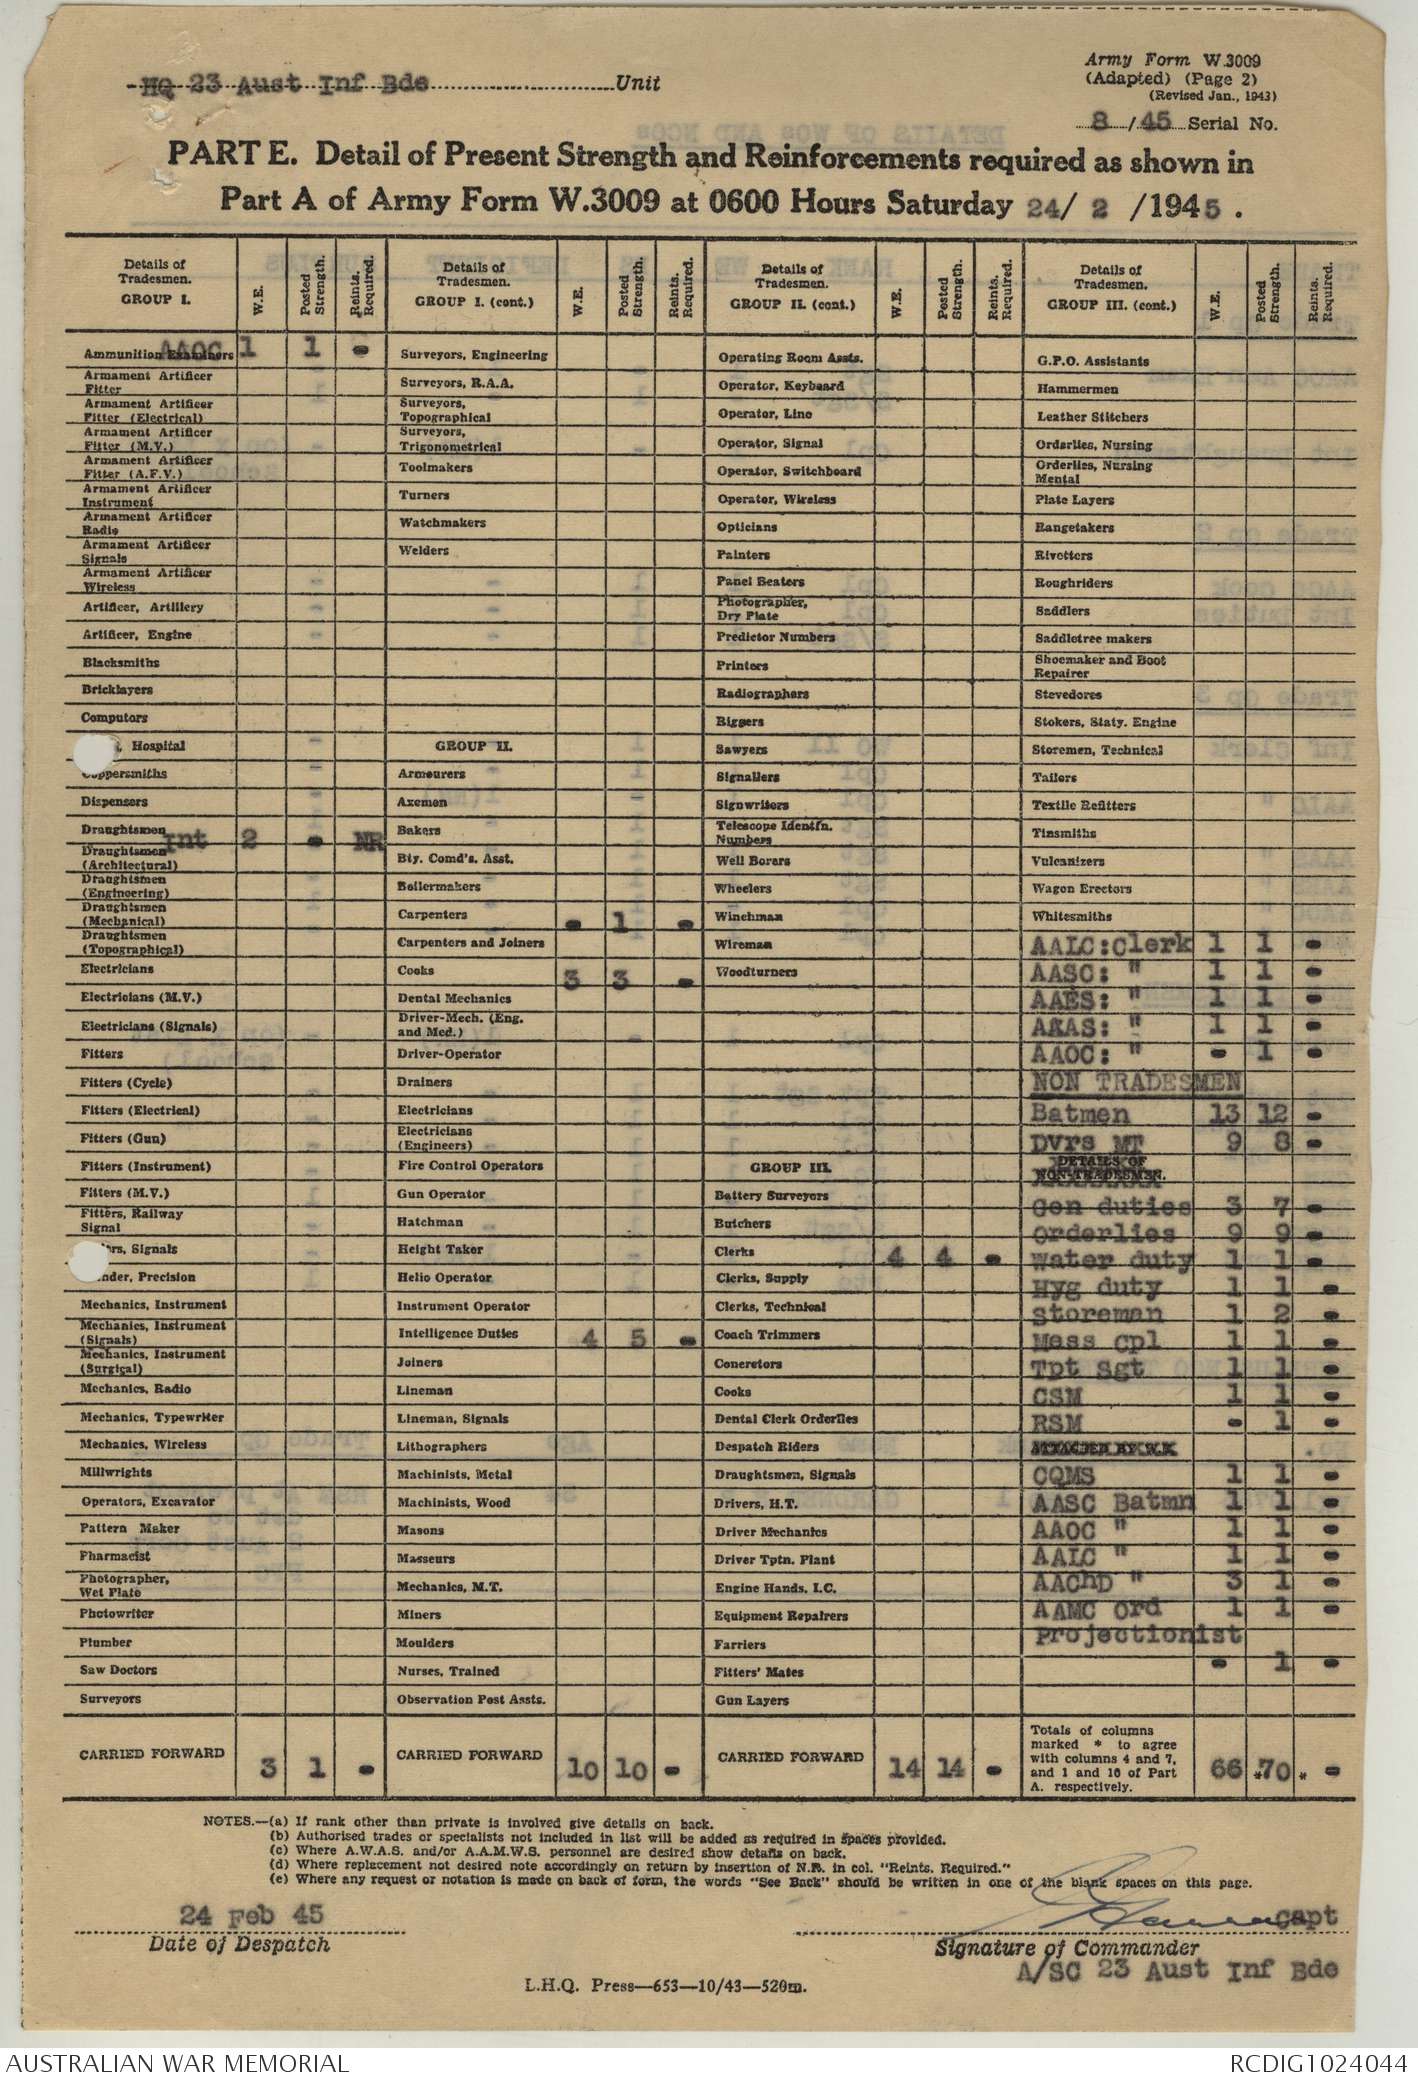 HQ 23 Aust Inf Bde Unit
Army Form W.3009
(Adapted) (Page 2)
(Revised Jan., 1943)
8 / 45 Serial No.
PART E. Detail of Present Strength and Reinforcements required as shown in
Part A of Army Form W.3009 at 0600 Hours Saturday 24/ 2 /1945.
Details of Tradesmen. GROUP I. W.E. Posted Strength. Reints. Required.
Ammunition Examiners AAOC 1 1 -
Armament Artificer Fitter
Armament Artificer Fitter (Electrical)
Armament Artificer Fitter (M.V.)
Armament Artificer Fitter (A.F.V.)
Armament Artificer Instrument
Armament Artificer Radio
Armament Artificer Signals
Armament Artificer Wireless
Artificer, Artillery
Artificer, Engine
Blacksmiths
Bricklayers
Computors
, Hospital
Coppersmiths
Dispensers
Draughtsmen Int 2 - NR
Draughtsmen (Architectural)
Draughtsmen (Engineering)
Draughtsmen (Mechanical)
Draughtsmen (Topographical)
Electricians
Electricians (M.V.)
Electricians (Signals)
Fitters
Fitters (Cycle)
Fitters (Electrical)
Fitters (Gun)
Fitters (Instrument)
Fitters (M.V.)
Fitters, Railway Signal
ers, Signals
nder, Precision
Mechanics, Instrument
Mechanics, Instrument (Signals)
Mechanics, Instrument (Surgical)
Mechanics, Radio
Mechanics, Typewriter
Mechanics, Wireless
Millwrights
Operators, Excavator
Pattern Maker
Pharmacist
Photographer, Wet Plate
Photowriter
Plumber
Saw Doctors
Surveyors
CARRIED FORWARD 3 1 -
Details of Tradesmen. GROUP I. (cont.) W.E. Posted Strength. Reints. Required.
Surveyors, Engineering
Surveyors, R.A.A.
Surveyors, Topographical
Surveyors, Trigonometrical
Toolmakers
Turners
Watchmakers
Welders
GROUP II.
Armourers
Axemen
Bakers
Bty. Comd's. Asst.
Boilermakers
Carpenters - 1 -
Carpenters and Joiners
Cooks 3 3 -
Dental Mechanics
Driver-Mech. (Eng. and Med.)
Driver-Operator
Drainers
Electricians
Electricians (Engineers)
Fire Control Operators
Gun Operator
Hatchman
Height Taker
Helio Operator
Instrument Operator
Intelligence Duties 4 5 -
Joiners
Lineman
Lineman, Signals
Lithographers
Machinists, Metal
Machinists, Wood
Masons
Masseurs
Mechanics, M.T.
Miners
Moulders
Nurses, Trained
Observation Post Assts.
CARRIED FORWARD 10 10 -
Details of Tradesmen. GROUP II. (cont.) W.E. Posted Strength. Reints. Required.
Operating Room Assts.
Operator, Keyboard
Operator, Line
Operator, Signal
Operator, Switchboard
Operator, Wireless
Opticians
Painters
Panel Beaters
Photographer, Dry Plate
Predictor Numbers
Printers
Radiographers
Riggers
Sawyers
Signallers
Signwriters
Telescope Identfn. Numbers
Well Borers
Wheelers
Winchman
Wireman
Woodturners
GROUP III.
Battery Surveyors
Butchers
Clerks 4 4 -
Clerks, Supply
Clerks, Technical
Coach Trimmers
Concretors
Cooks
Dental Clerk Orderlies
Despatch Riders
Draughtsmen, Signals
Drivers, H.T.
Driver Mechanics
Driver Tptn. Plant
Engine Hands, I.C.
Equipment Repairers
Farriers
Fitters' Mates
Gun Layers
CARRIED FORWARD 14 14 -
Details of Tradesmen. GROUP III. (cont.) W.E. Posted Strength. Reints. Required.
G.P.O. Assistants
Hammermen
Leather Stitchers
Orderlies, Nursing
Orderlies, Nursing Mental
Plate Layers
Rangetakers
Rivetters
Roughriders
Saddlers
Saddletree makers
Shoemaker and Boot Repairer
Stevedores
Stokers, Staty. Engine
Storemen, Technical
Tailors
Textile Refitters
Tinsmiths
Vulcanizers
Wagon Erectors
Whitesmiths
AALC:Clerk 1 1 -
AASC: " 1 1 -
AAES: " 1 1 -
AAAS: " 1 1 -
AAOC: " - 1 -
NON TRADESMEN
Batmen 13 12 -
Dvrs MT 9 8 -
DETAILS OF
NON-TRADESMEN.
Gen duties 3 7 -
Orderlies 9 9 -
Water duty 1 1 -
Hyg duty 1 1 -
Storeman 1 2 -
Mess Cpl 1 1 -
Tpt Sgt 1 1 -
CSM 1 1 -
RSM - 1 -
ATTACHED BY W.E.
CQMS 1 1 -
AASC Batmn 1 1 -
AAOC " 1 1 -
AALC " 1 1 -
AAChD " 3 1 -
AAMC Ord 1 1 -
Projectionist
- 1 -
Totals of columns marked * to agree with columns 4 and 7, and 1 and 10 of Part A. respectively. 66 *70 * -
NOTES.—(a) If rank other than private is involved give details on back.
(b) Authorised trades or specialists not included in list will be added as required in spaces provided.
(c) Where A.W.A.S. and/or A.A.M.W.S. personnel are desired show details on back.
(d) Where replacement not desired note accordingly on return by insertion of N.R. in col. "Reints. Required."
(e) Where any request or notation is made on back of form, the words "See Back" should be written in one of the blank spaces on this page.
24 Feb 45
Date of Despatch
Capt
Signature of Commander
A/SC 23 Aust Inf Bde
L.H.Q. Press—653—10/43—520m.
AUSTRALIAN WAR MEMORIAL
RCDIG1024044